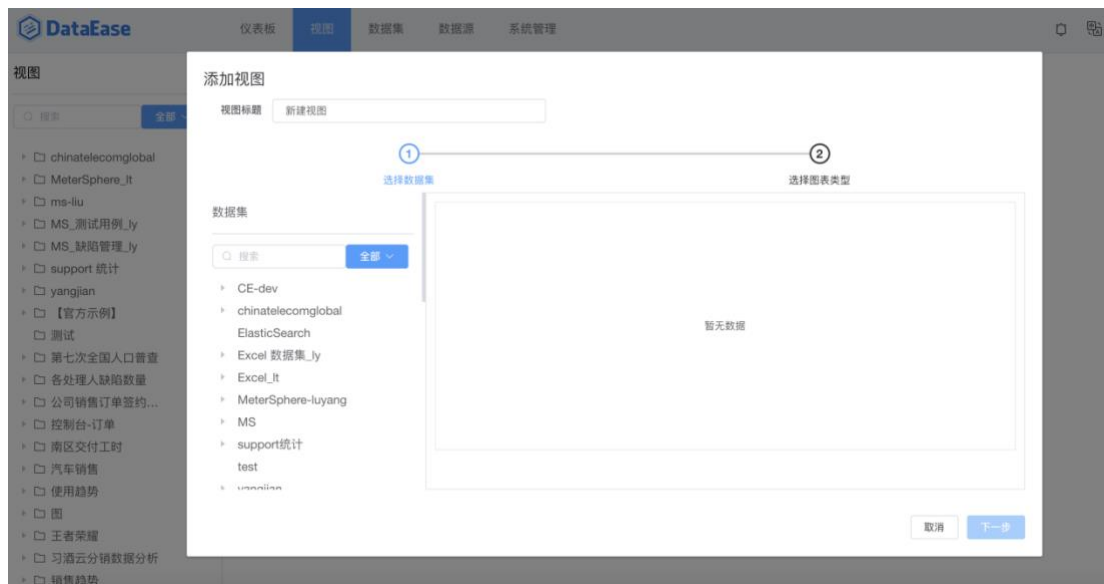 DataEase
仪表板 视图 数据集 数据源 系统管理
视图
搜索 全部
chinatelecomglobal
MeterSphere_lt
ms-liu
MS_测试用例_ly
MS_缺陷管理_ly
support 统计
yangjian
【官方示例】
测试
第七次全国人口普查
各处理人缺陷数量
公司销售订单签约...
控制台-订单
南区交付工时
汽车销售
使用趋势
图
王者荣耀
习酒云分销数据分析
销售趋势
添加视图
视图标题 新建视图
1 2
选择数据集 选择图表类型
数据集
搜索 全部
CE-dev
chinatelecomglobal
ElasticSearch
Excel 数据集_ly
Excel_lt
MeterSphere-luyang
MS
support统计
test
yangjian
暂无数据
取消 下一步